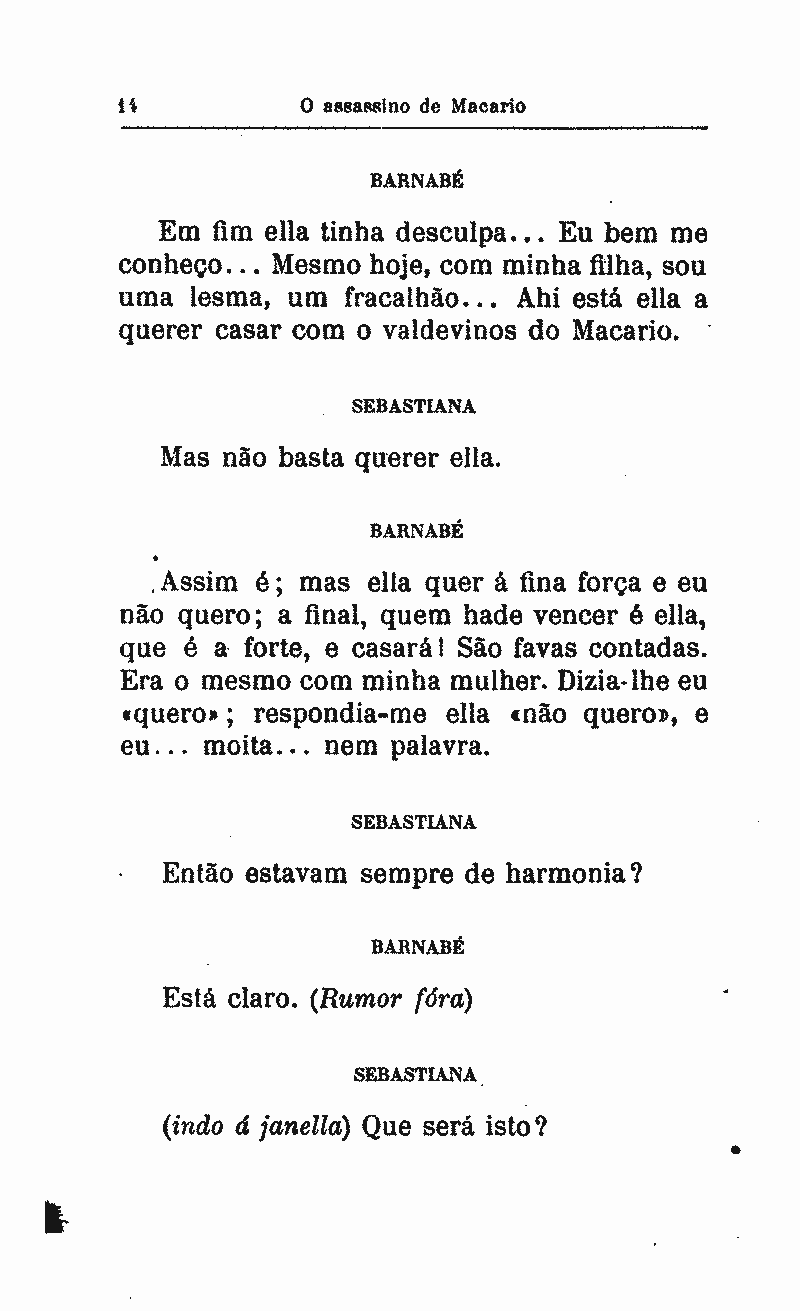 14 O assassino de Macario
BARNABÉ
Em fim ella tinha desculpa... Eu bem me
conheço... Mesmo hoje, com minha filha, sou
uma lesma, um fracalhão... Ahi está ella a
querer casar com o valdevinos do Macario.
SEBASTIANA
Mas não basta querer ella.
BARNABÉ
Assim é; mas ella quer á fina força e eu
não quero; a final, quem hade vencer é ella,
que é a forte, e casará! São favas contadas.
Era o mesmo com minha mulher. Dizia-lhe eu
«quero»; respondia-me ella «não quero», e
eu... moita... nem palavra.
SEBASTIANA
Então estavam sempre de harmonia?
BARNABÉ
Está claro. (Rumor fóra)
SEBASTIANA
(indo á janella) Que será isto?